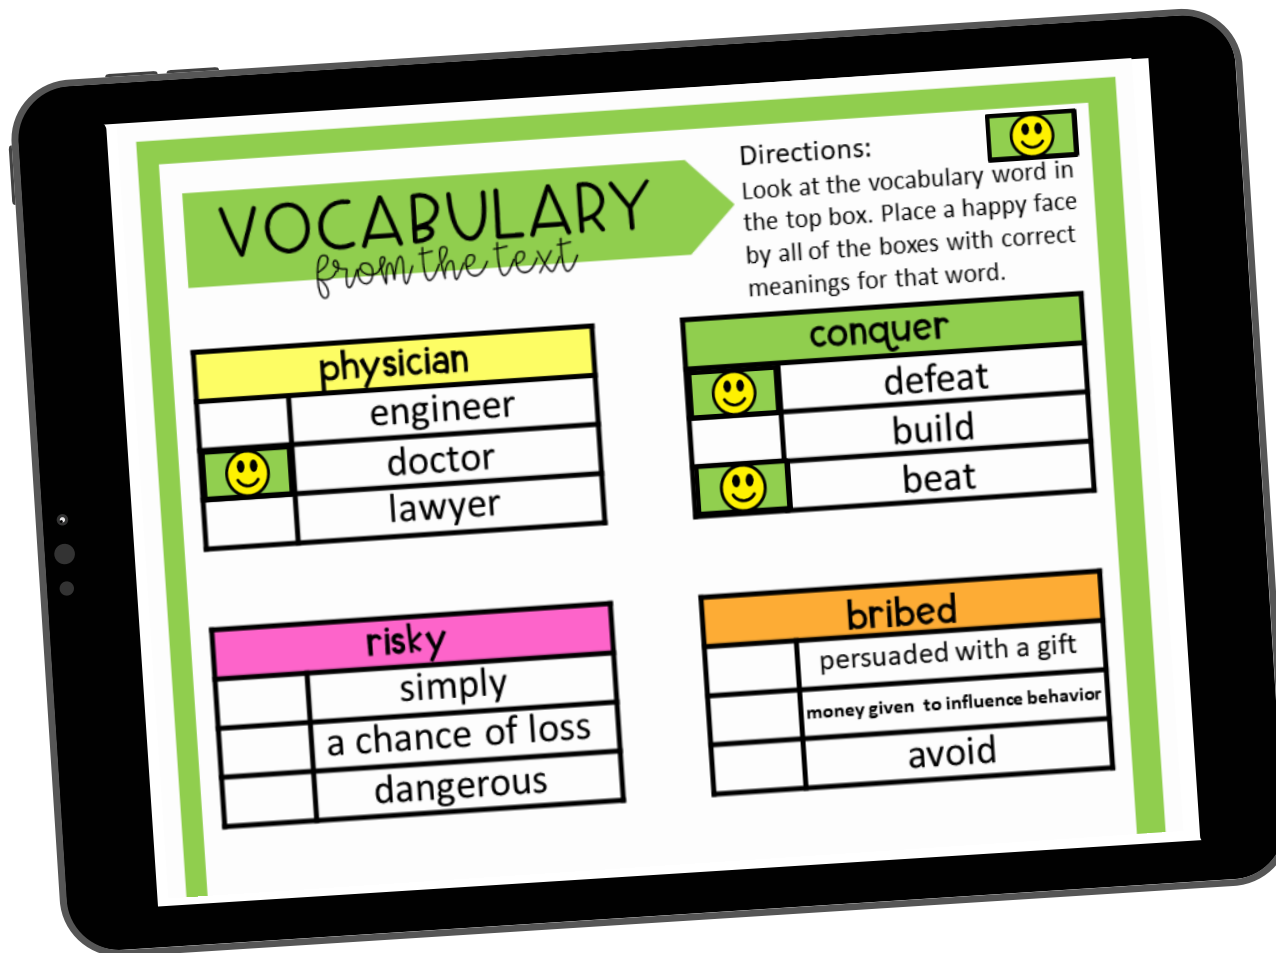 VOCABULARY
from the text
Directions:
Look at the vocabulary word in
the top box. Place a happy face
by all of the boxes with correct
meanings for that word.
physician
engineer
doctor
lawyer
conquer
defeat
build
beat
risky
simply
a chance of loss
dangerous
bribed
persuaded with a gift
money given to influence behavior
avoid